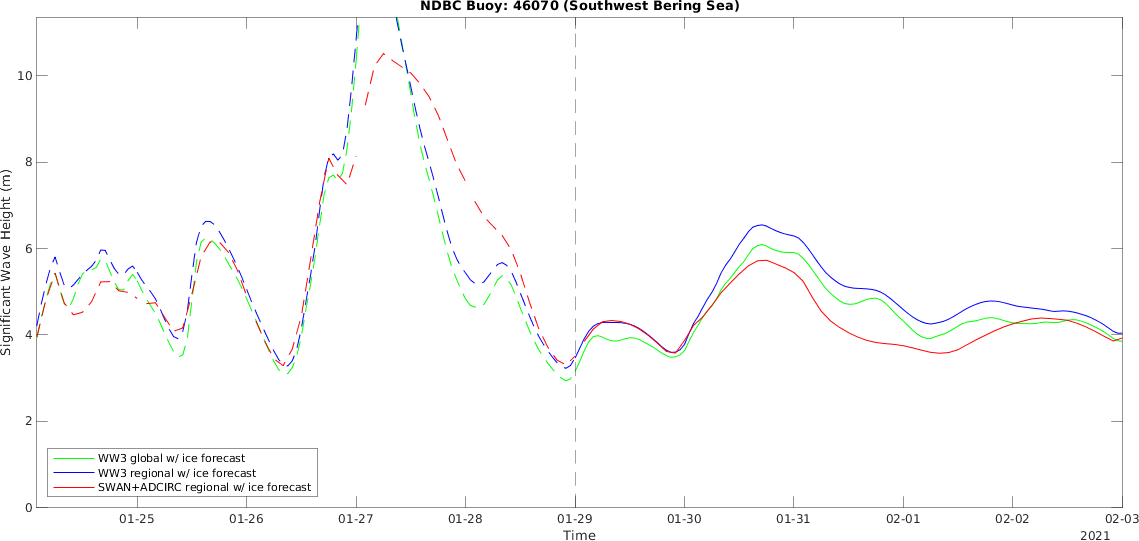 NDBC Buoy: 46070 (Southwest Bering Sea)
Significant Wave Height (m)
10
8
6
4
2
0
WW3 global w/ ice forecast
WW3 regional w/ ice forecast
SWAN+ADCIRC regional w/ ice forecast
01-25 01-26 01-27 01-28 01-29 01-30 01-31 02-01 02-02 02-03
Time
2021